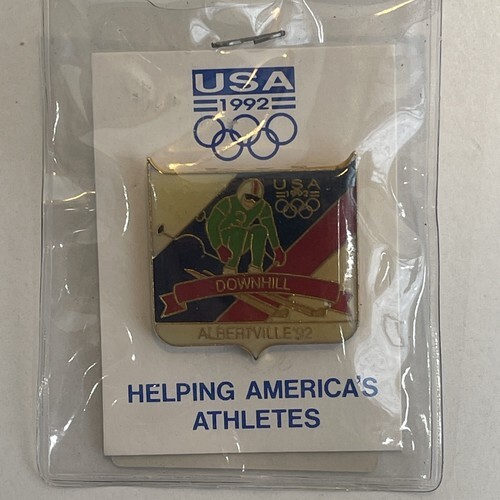 USA
1992
USA
1992
DOWNHILL
ALBERTVILLE '92
HELPING AMERICA'S
ATHLETES